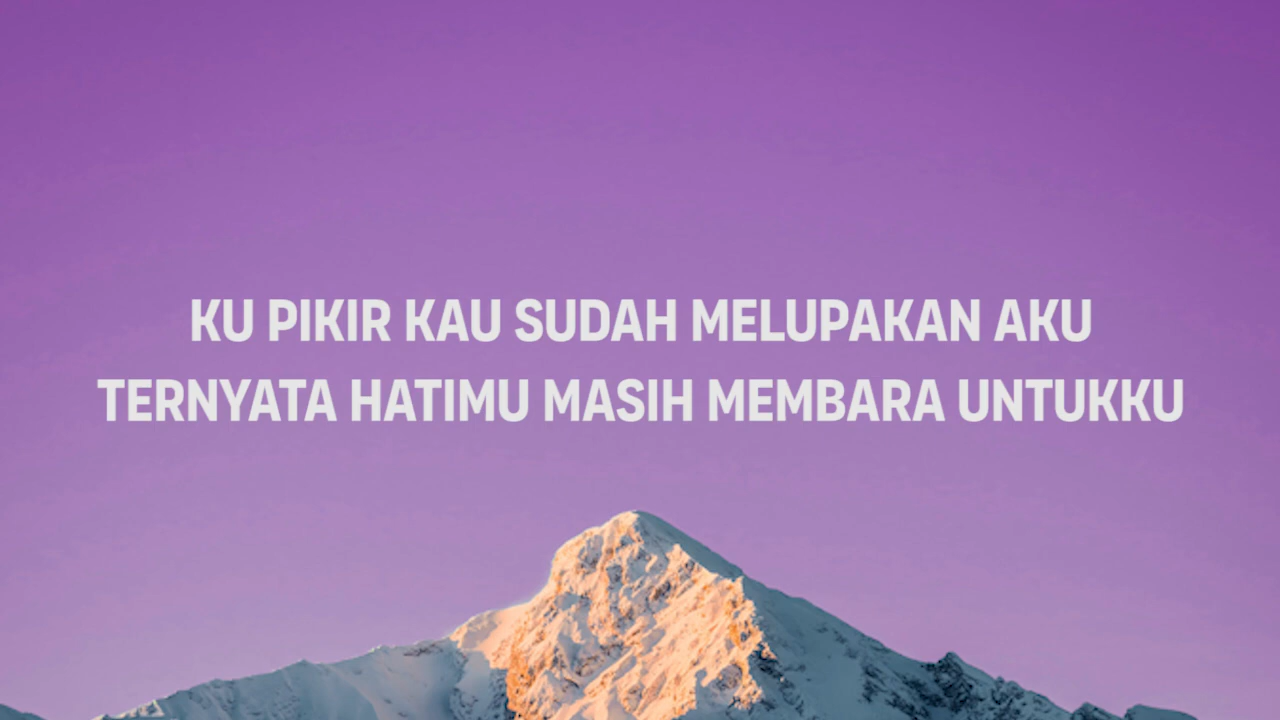 KU PIKIR KAU SUDAH MELUPAKAN AKU
TERNYATA HATIMU MASIH MEMBARA UNTUKKU